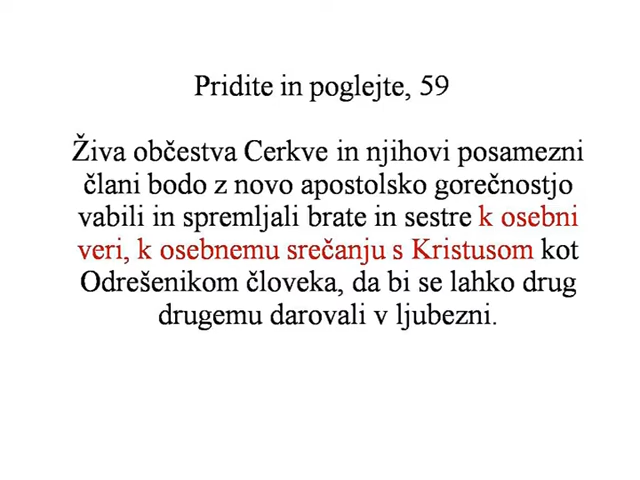 Pridite in poglejte, 59
Živa občestva Cerkve in njihovi posamezni
člani bodo z novo apostolsko gorečnostjo
vabili in spremljali brate in sestre k osebni
veri, k osebnemu srečanju s Kristusom kot
Odrešenikom človeka, da bi se lahko drug
drugemu darovali v ljubezni.